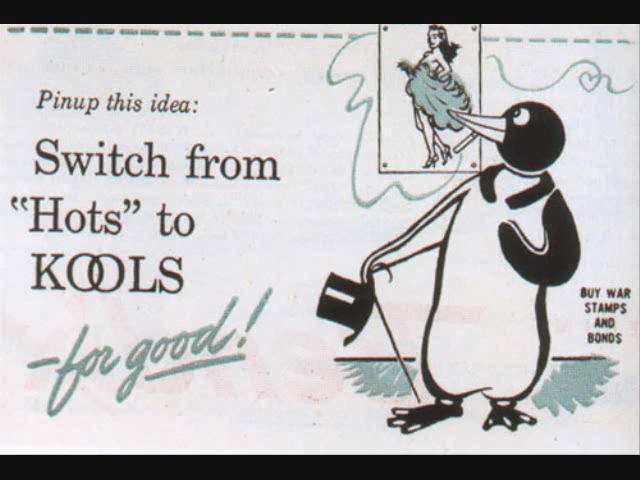 Pinup this idea:
Switch from
"Hots" to
KOOLS
–for good!
BUY WAR
STAMPS
AND
BONDS